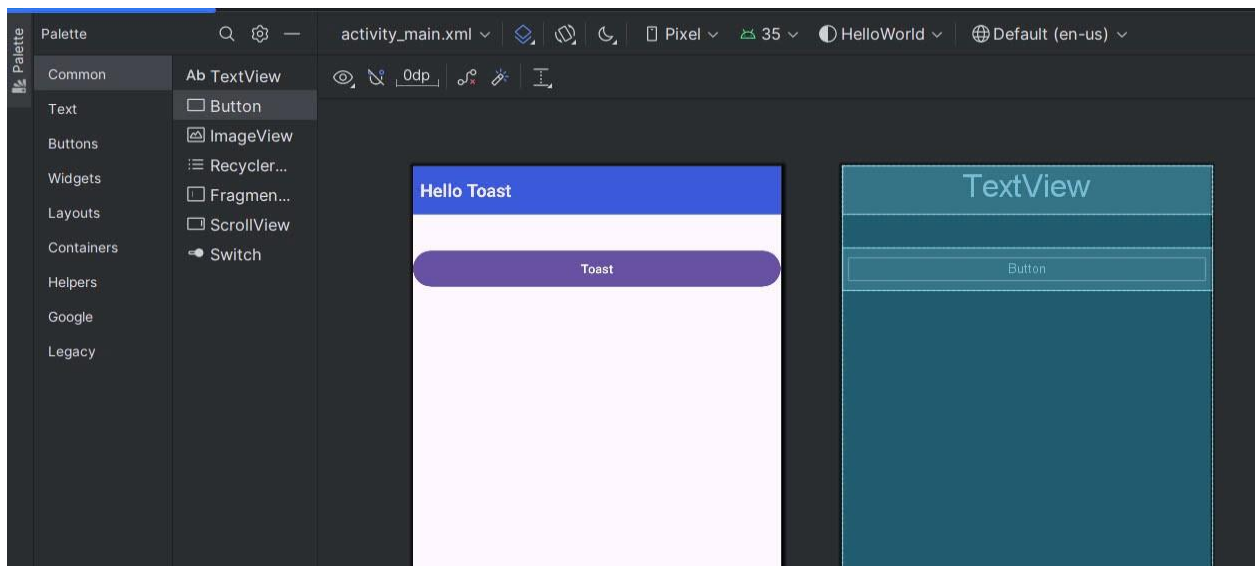 Palette
Palette
activity_main.xml
Pixel
35
HelloWorld
Default (en-us)
Common
Text
Buttons
Widgets
Layouts
Containers
Helpers
Google
Legacy
Ab TextView
Button
ImageView
Recycler...
Fragmen...
ScrollView
Switch
0dp
Hello Toast
Toast
TextView
Button